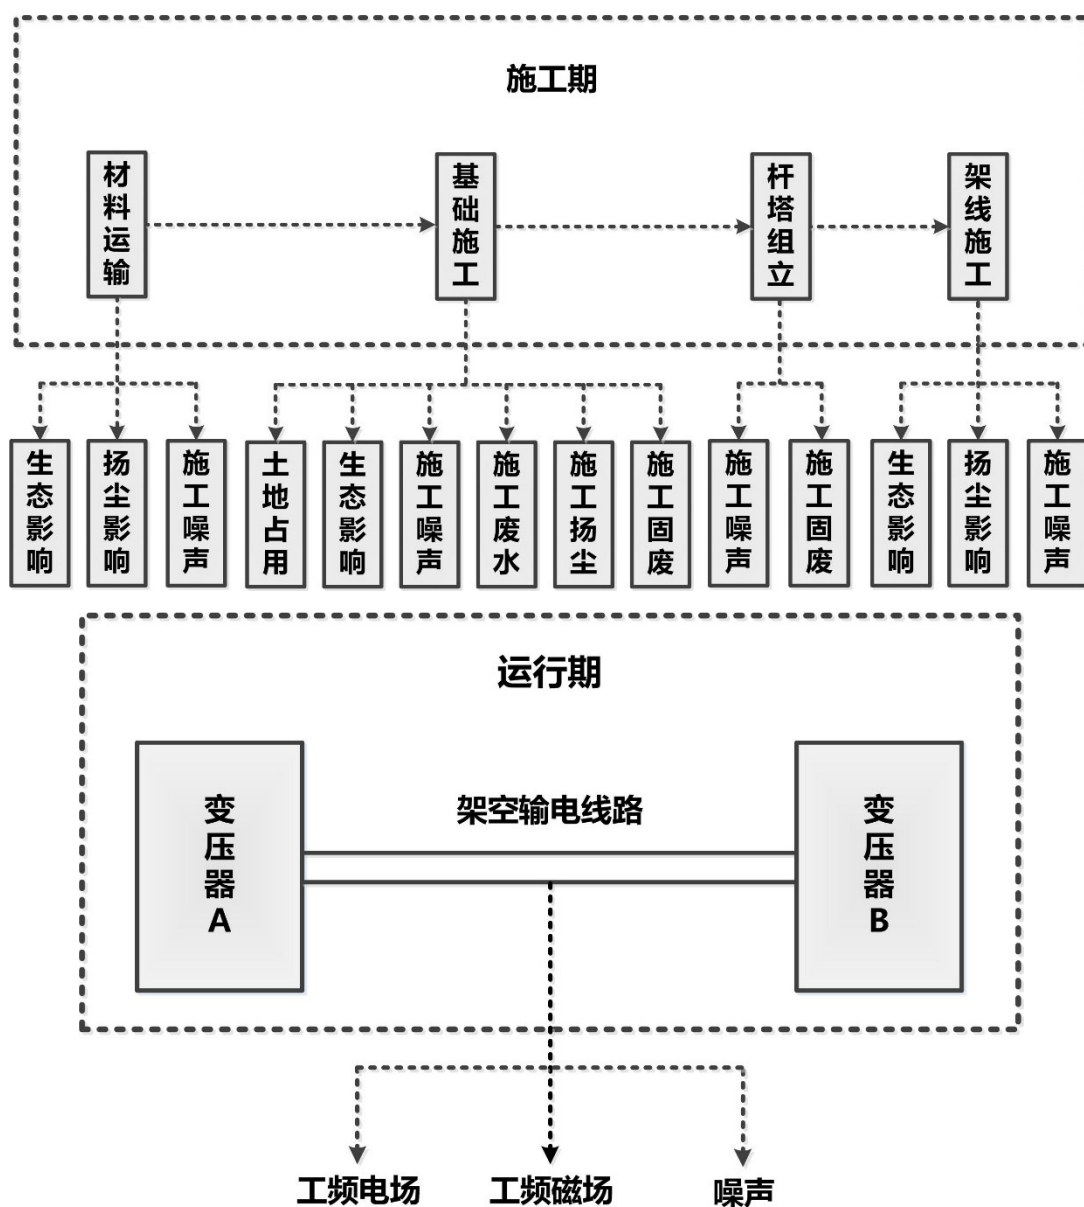 施工期
材料运输
基础施工
杆塔组立
架线施工
生态影响
扬尘影响
施工噪声
土地占用
生态影响
施工噪声
施工废水
施工扬尘
施工固废
施工噪声
施工固废
生态影响
扬尘影响
施工噪声
运行期
变压器A
架空输电线路
变压器B
工频电场
工频磁场
噪声